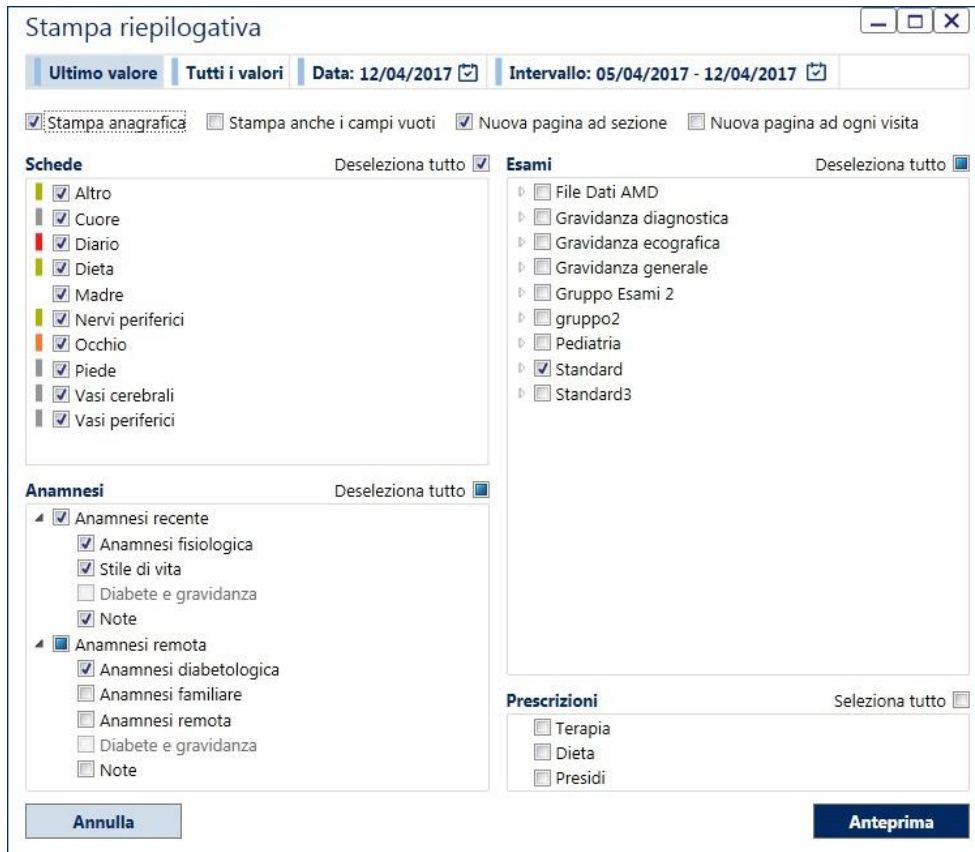 Stampa riepilogativa
Ultimo valore Tutti i valori Data: 12/04/2017 Intervallo: 05/04/2017 - 12/04/2017
Stampa anagrafica Stampa anche i campi vuoti Nuova pagina ad sezione Nuova pagina ad ogni visita
Schede Deseleziona tutto
Altro
Cuore
Diario
Dieta
Madre
Nervi periferici
Occhio
Piede
Vasi cerebrali
Vasi periferici
Anamnesi Deseleziona tutto
Anamnesi recente
Anamnesi fisiologica
Stile di vita
Diabete e gravidanza
Note
Anamnesi remota
Anamnesi diabetologica
Anamnesi familiare
Anamnesi remota
Diabete e gravidanza
Note
Esami Deseleziona tutto
File Dati AMD
Gravidanza diagnostica
Gravidanza ecografica
Gravidanza generale
Gruppo Esami 2
gruppo2
Pediatria
Standard
Standard3
Prescrizioni Seleziona tutto
Terapia
Dieta
Presidi
Annulla Anteprima